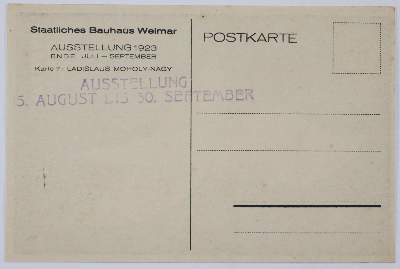 Staatliches Bauhaus Weimar
AUSSTELLUNG 1923
ENDE JULI — SEPTEMBER
Karte 7: LADISLAUS MOHOLY-NAGY
AUSSTELLUNG
5. AUGUST BIS 30. SEPTEMBER
POSTKARTE